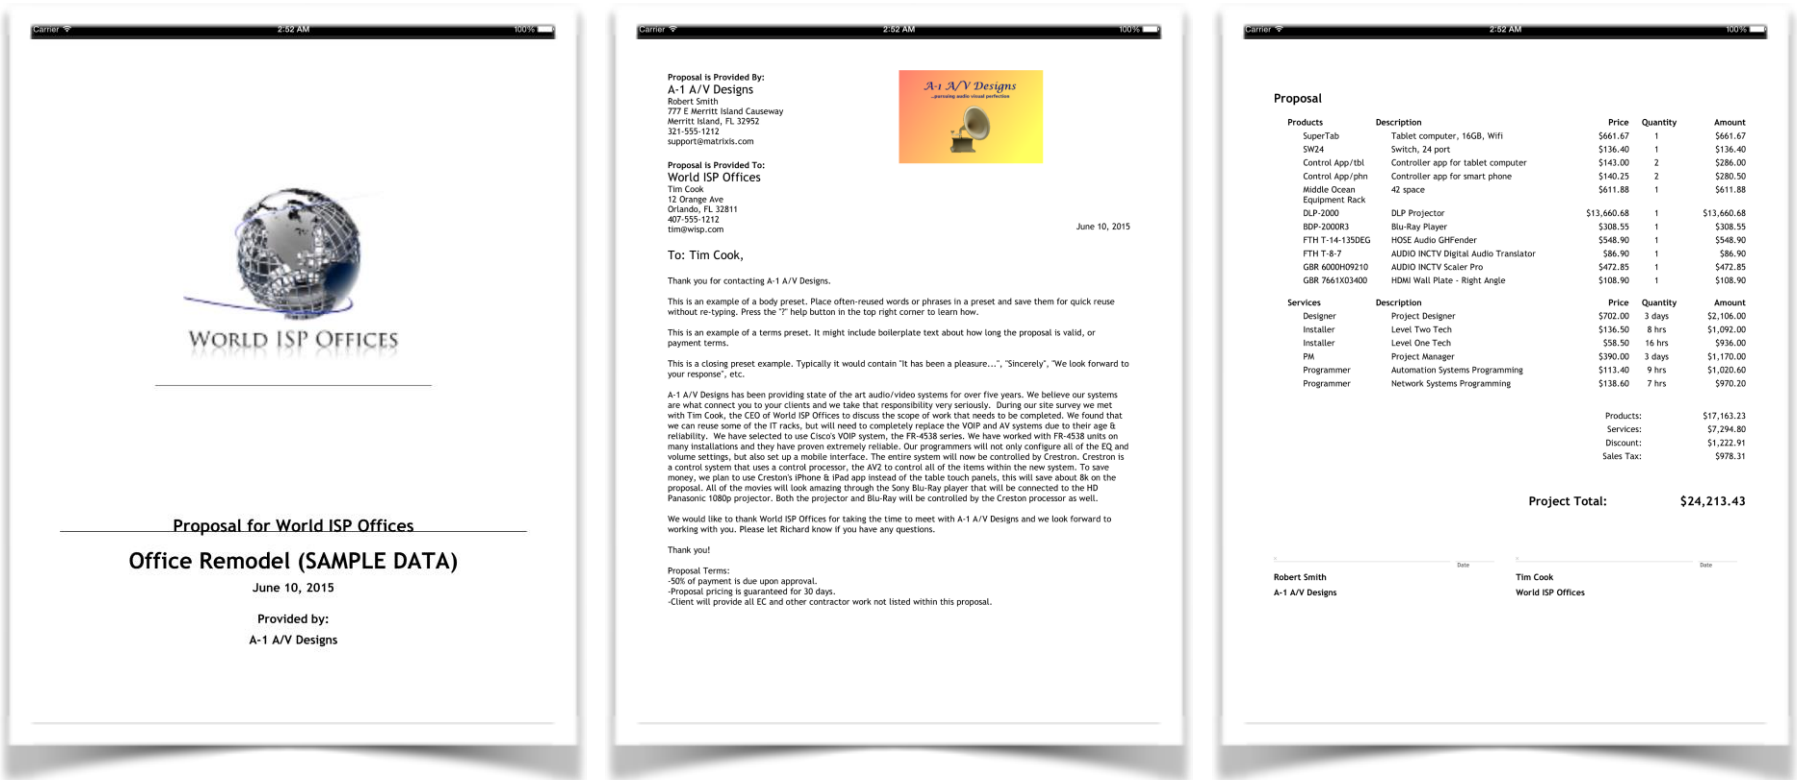 Carrier 2:52 AM 100%
WORLD ISP OFFICES
Proposal for World ISP Offices
Office Remodel (SAMPLE DATA)
June 10, 2015
Provided by:
A-1 A/V Designs
Carrier 2:52 AM 100%
Proposal is Provided By:
A-1 A/V Designs
Robert Smith
777 E Merritt Island Causeway
Merritt Island, FL 32952
321-555-1212
support@matrixis.com
A-1 A/V Designs
...pursuing audio visual perfection
Proposal is Provided To:
World ISP Offices
Tim Cook
12 Orange Ave
Orlando, FL 32811
407-555-1212
tim@wisp.com
June 10, 2015
To: Tim Cook,
Thank you for contacting A-1 A/V Designs.
This is an example of a body preset. Place often-reused words or phrases in a preset and save them for quick reuse
without re-typing. Press the "?" help button in the top right corner to learn how.
This is an example of a terms preset. It might include boilerplate text about how long the proposal is valid, or
payment terms.
This is a closing preset example. Typically it would contain "It has been a pleasure...", "Sincerely", "We look forward to
your response", etc.
A-1 A/V Designs has been providing state of the art audio/video systems for over five years. We believe our systems
are what connect you to your clients and we take that responsibility very seriously. During our site survey we met
with Tim Cook, the CEO of World ISP Offices to discuss the scope of work that needs to be completed. We found that
we can reuse some of the IT racks, but will need to completely replace the VOIP and AV systems due to their age &
reliability. We have selected to use Cisco's VOIP system, the FR-4538 series. We have worked with FR-4538 units on
many installations and they have proven extremely reliable. Our programmers will not only configure all of the EQ and
volume settings, but also set up a mobile interface. The entire system will now be controlled by Crestron. Crestron is
a control system that uses a control processor, the AV2 to control all of the items within the new system. To save
money, we plan to use Creston's iPhone & iPad app instead of the table touch panels, this will save about 8k on the
proposal. All of the movies will look amazing through the Sony Blu-Ray player that will be connected to the HD
Panasonic 1080p projector. Both the projector and Blu-Ray will be controlled by the Creston processor as well.
We would like to thank World ISP Offices for taking the time to meet with A-1 A/V Designs and we look forward to
working with you. Please let Richard know if you have any questions.
Thank you!
Proposal Terms:
-50% of payment is due upon approval.
-Proposal pricing is guaranteed for 30 days.
-Client will provide all EC and other contractor work not listed within this proposal.
Carrier 2:52 AM 100%
Proposal
Products Description Price Quantity Amount
SuperTab Tablet computer, 16GB, Wifi $661.67 1 $661.67
SW24 Switch, 24 port $136.40 1 $136.40
Control App/tbl Controller app for tablet computer $143.00 2 $286.00
Control App/phn Controller app for smart phone $140.25 2 $280.50
Middle Ocean 42 space $611.88 1 $611.88
Equipment Rack
DLP-2000 DLP Projector $13,660.68 1 $13,660.68
BDP-2000R3 Blu-Ray Player $308.55 1 $308.55
FTH T-14-135DEG HOSE Audio GHFender $548.90 1 $548.90
FTH T-8-7 AUDIO INCTV Digital Audio Translator $86.90 1 $86.90
GBR 6000H09210 AUDIO INCTV Scaler Pro $472.85 1 $472.85
GBR 7661X03400 HDMI Wall Plate - Right Angle $108.90 1 $108.90
Services Description Price Quantity Amount
Designer Project Designer $702.00 3 days $2,106.00
Installer Level Two Tech $136.50 8 hrs $1,092.00
Installer Level One Tech $58.50 16 hrs $936.00
PM Project Manager $390.00 3 days $1,170.00
Programmer Automation Systems Programming $113.40 9 hrs $1,020.60
Programmer Network Systems Programming $138.60 7 hrs $970.20
Products: $17,163.23
Services: $7,294.80
Discount: $1,222.91
Sales Tax: $978.31
Project Total: $24,213.43
Date Date
Robert Smith Tim Cook
A-1 A/V Designs World ISP Offices